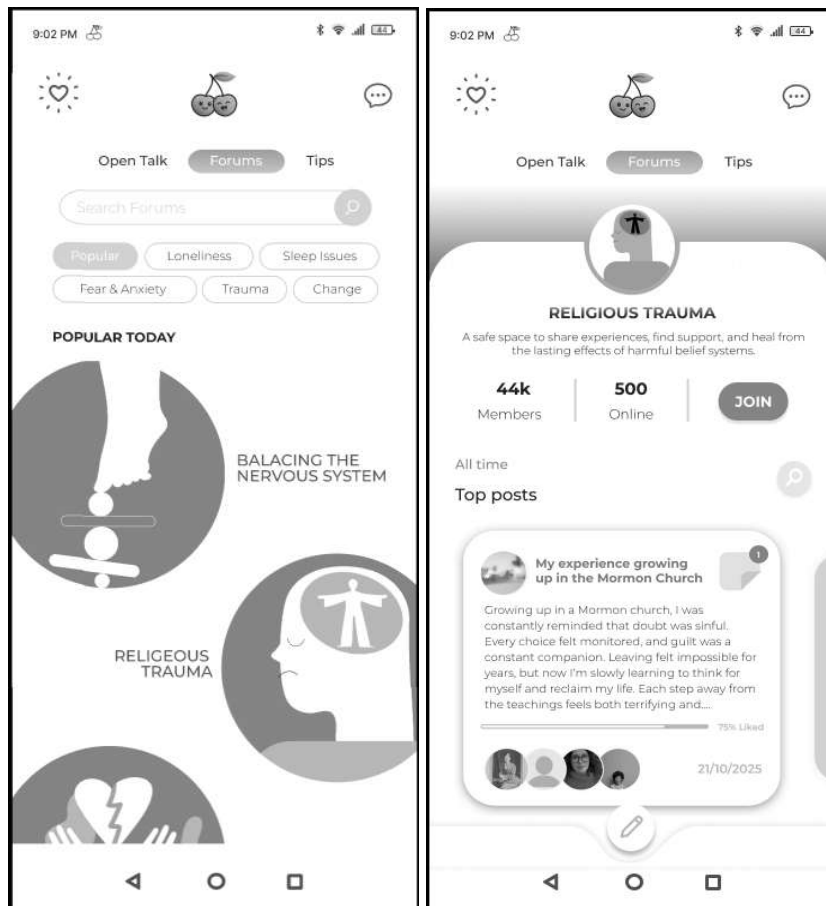 9:02 PM
44
Open Talk Forums Tips
Search Forums
Popular Loneliness Sleep Issues
Fear & Anxiety Trauma Change
POPULAR TODAY
BALACING THE
NERVOUS SYSTEM
RELIGEOUS
TRAUMA
9:02 PM
44
Open Talk Forums Tips
RELIGIOUS TRAUMA
A safe space to share experiences, find support, and heal from
the lasting effects of harmful belief systems.
44k 500
Members Online
JOIN
All time
Top posts
1
My experience growing
up in the Mormon Church
Growing up in a Mormon church, I was
constantly reminded that doubt was sinful.
Every choice felt monitored, and guilt was a
constant companion. Leaving felt impossible for
years, but now I'm slowly learning to think for
myself and reclaim my life. Each step away from
the teachings feels both terrifying and....
75% Liked
21/10/2025